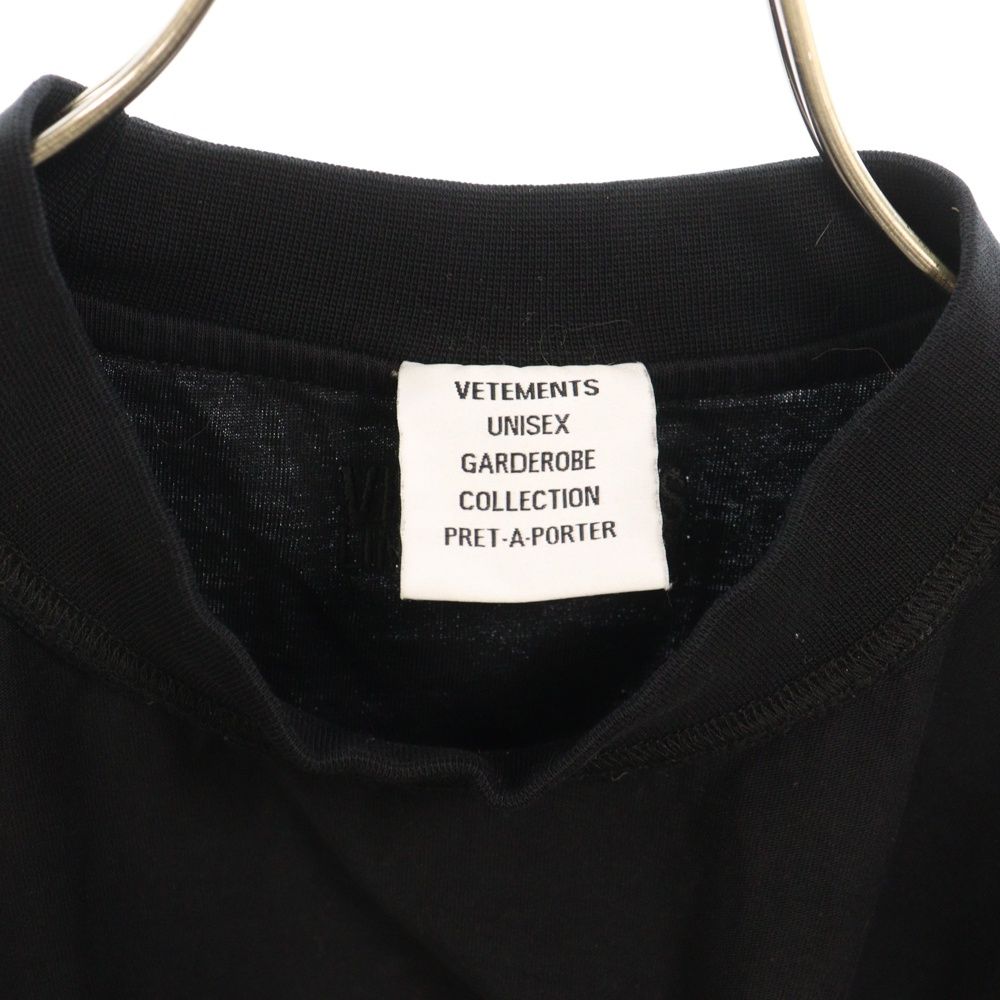 VETEMENTS
UNISEX
GARDEROBE
COLLECTION
PRET-A-PORTER